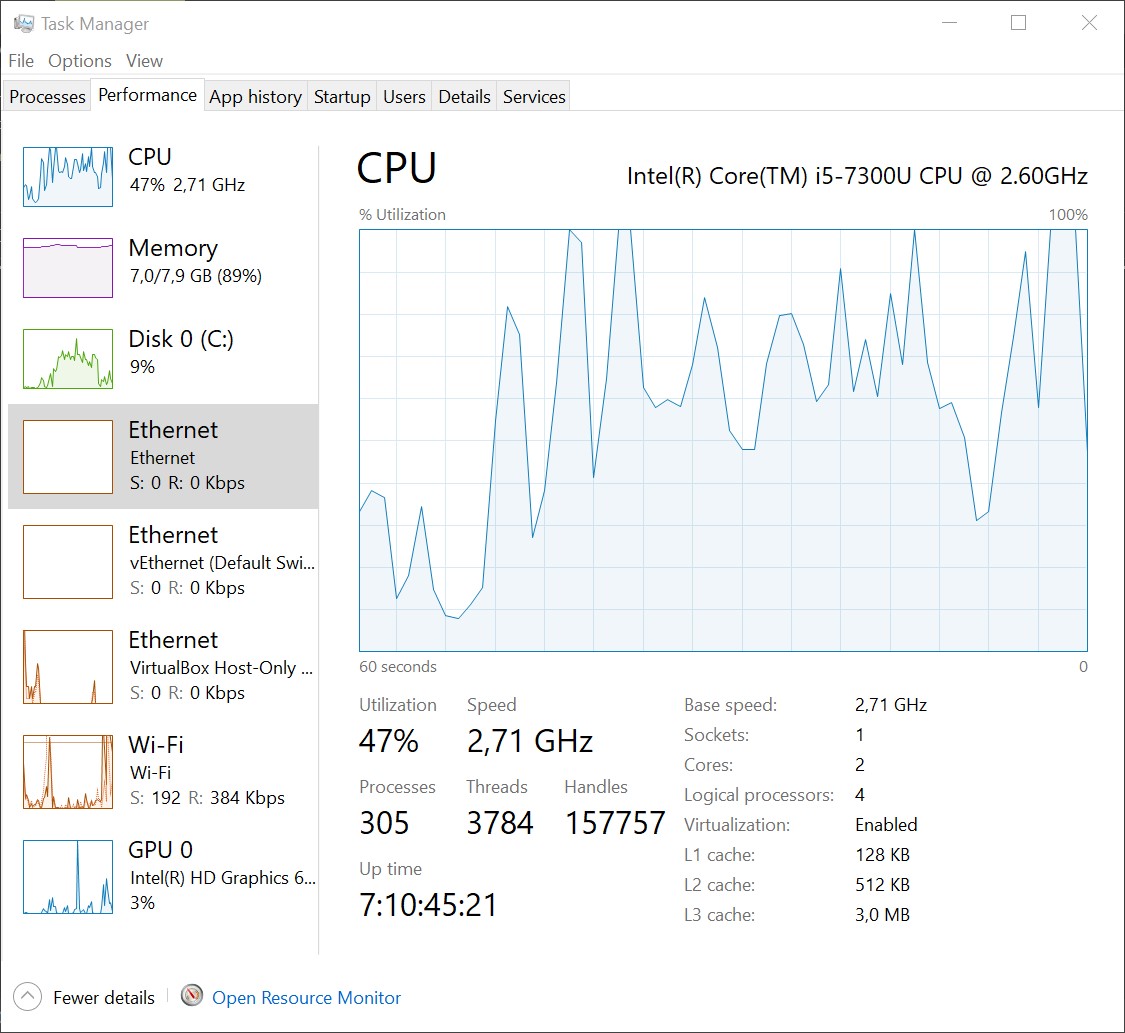 Task Manager
File Options View
Processes Performance App history Startup Users Details Services
CPU
47% 2,71 GHz
Memory
7,0/7,9 GB (89%)
Disk 0 (C:)
9%
Ethernet
Ethernet
S: 0 R: 0 Kbps
Ethernet
vEthernet (Default Swi...
S: 0 R: 0 Kbps
Ethernet
VirtualBox Host-Only ...
S: 0 R: 0 Kbps
Wi-Fi
Wi-Fi
S: 192 R: 384 Kbps
GPU 0
Intel(R) HD Graphics 6...
3%
CPU
Intel(R) Core(TM) i5-7300U CPU @ 2.60GHz
% Utilization 100%
60 seconds 0
Utilization Speed
47% 2,71 GHz
Processes Threads Handles
305 3784 157757
Up time
7:10:45:21
Base speed: 2,71 GHz
Sockets: 1
Cores: 2
Logical processors: 4
Virtualization: Enabled
L1 cache: 128 KB
L2 cache: 512 KB
L3 cache: 3,0 MB
Fewer details Open Resource Monitor